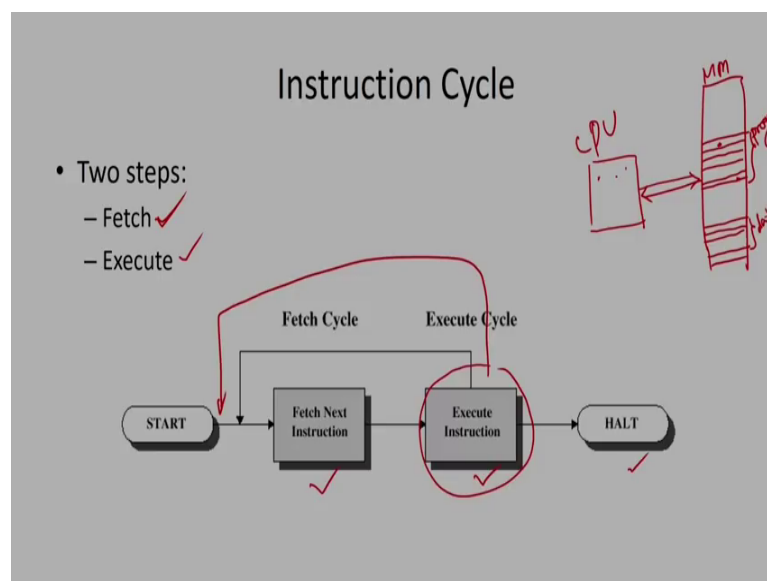 Instruction Cycle
MM
CPU
• Two steps:
– Fetch
– Execute
Fetch Cycle
Execute Cycle
START
Fetch Next
Instruction
Execute
Instruction
HALT